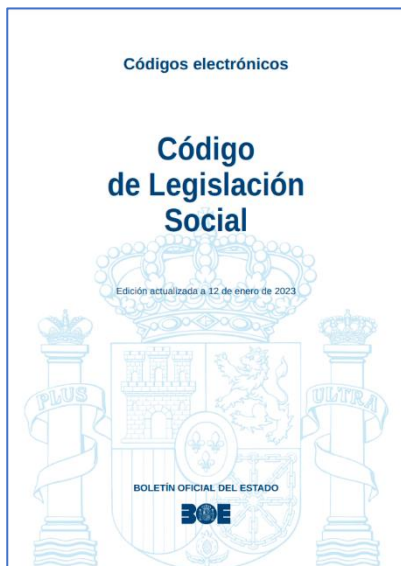 Códigos electrónicos
Código
de Legislación
Social
Edición actualizada a 12 de enero de 2023
PLUS
ULTRA
BOLETÍN OFICIAL DEL ESTADO
BOE